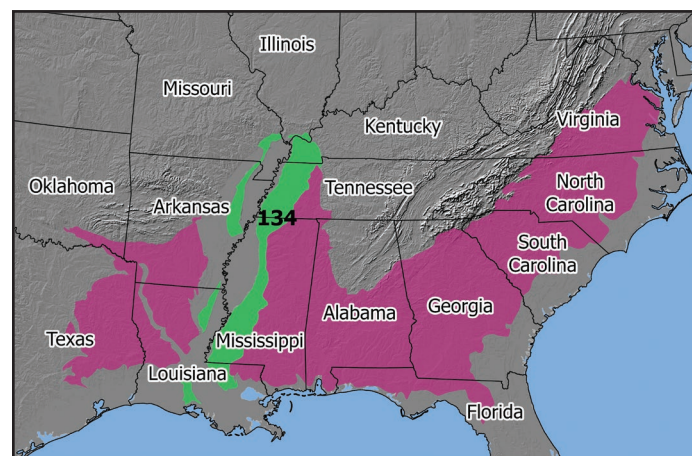 Illinois
Missouri
Kentucky
Virginia
Oklahoma
Arkansas
Tennessee
North
Carolina
134
South
Carolina
Texas
Mississippi
Alabama
Georgia
Louisiana
Florida